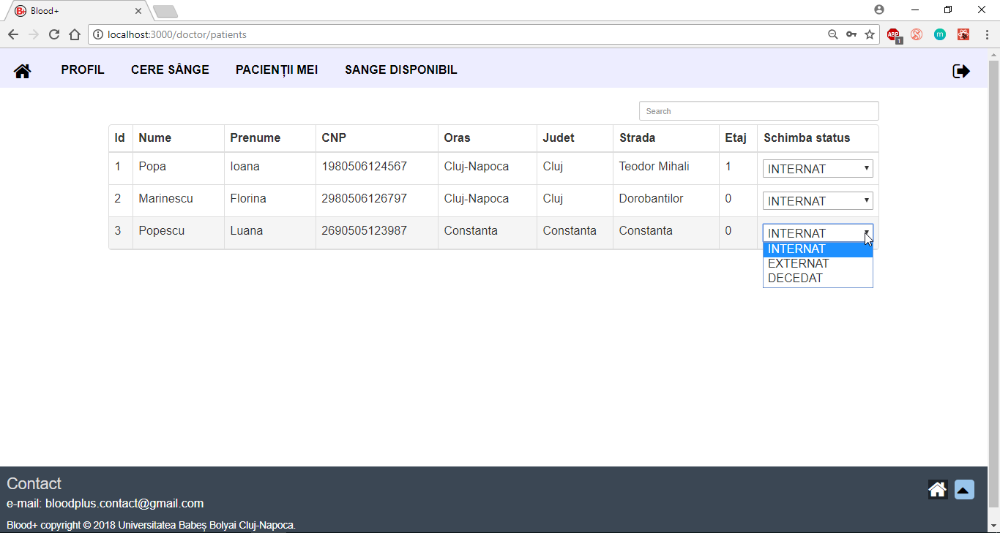 B+ Blood+
localhost:3000/doctor/patients
ABP 1 m
PROFIL CERE SÂNGE PACIENȚII MEI SANGE DISPONIBIL
Search
Id Nume Prenume CNP Oras Judet Strada Etaj Schimba status
1 Popa Ioana 1980506124567 Cluj-Napoca Cluj Teodor Mihali 1 INTERNAT
2 Marinescu Florina 2980506126797 Cluj-Napoca Cluj Dorobantilor 0 INTERNAT
3 Popescu Luana 2690505123987 Constanta Constanta Constanta 0 INTERNAT
INTERNAT
EXTERNAT
DECEDAT
Contact
e-mail: bloodplus.contact@gmail.com
Blood+ copyright © 2018 Universitatea Babeș Bolyai Cluj-Napoca.